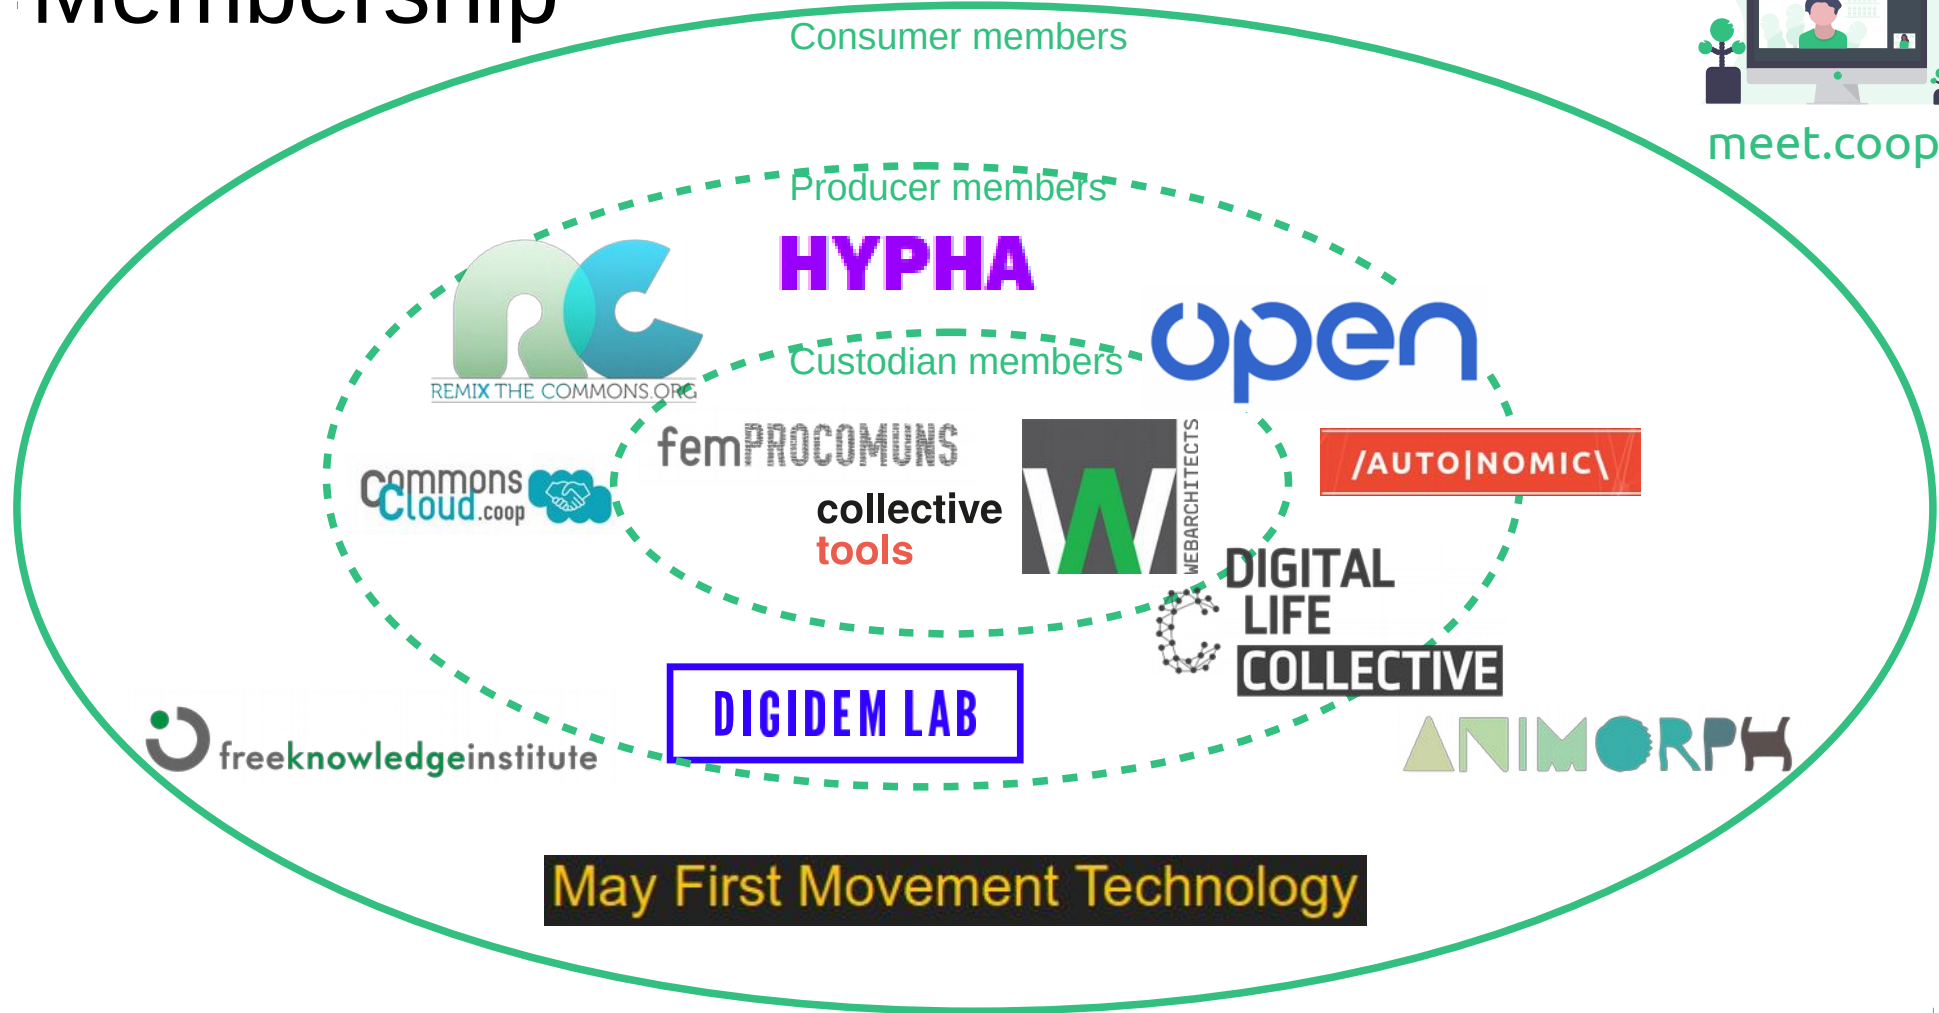 Membership
Consumer members
meet.coop
Producer members
HYPHA
open
REMIX THE COMMONS.ORG
Custodian members
femPROCOMUNS
WEBARCHITECTS
/AUTO|NOMIC\
Commons
Cloud.coop
collective
tools
DIGITAL
LIFE
COLLECTIVE
DIGIDEM LAB
freeknowledgeinstitute
ANIMORPH
May First Movement Technology